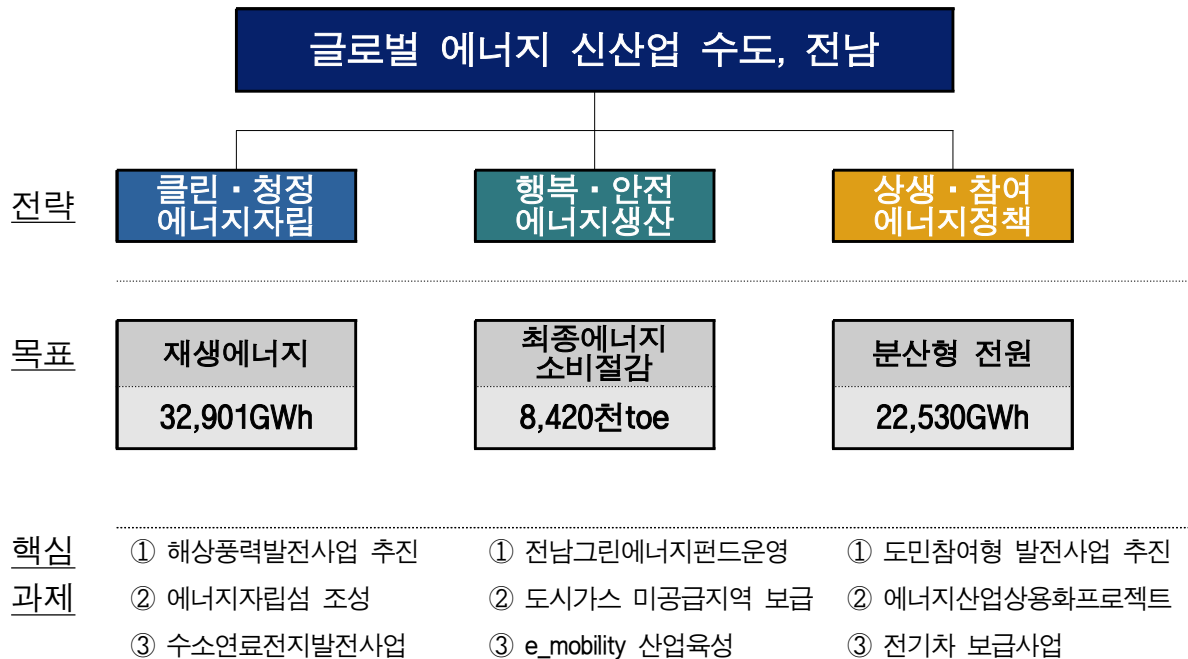 글로벌 에너지 신산업 수도, 전남
전략
클린·청정
에너지자립
행복·안전
에너지생산
상생·참여
에너지정책
목표
재생에너지
32,901GWh
최종에너지
소비절감
8,420천toe
분산형 전원
22,530GWh
핵심
과제
① 해상풍력발전사업 추진
② 에너지자립섬 조성
③ 수소연료전지발전사업
① 전남그린에너지펀드운영
② 도시가스 미공급지역 보급
③ e_mobility 산업육성
① 도민참여형 발전사업 추진
② 에너지산업상용화프로젝트
③ 전기차 보급사업